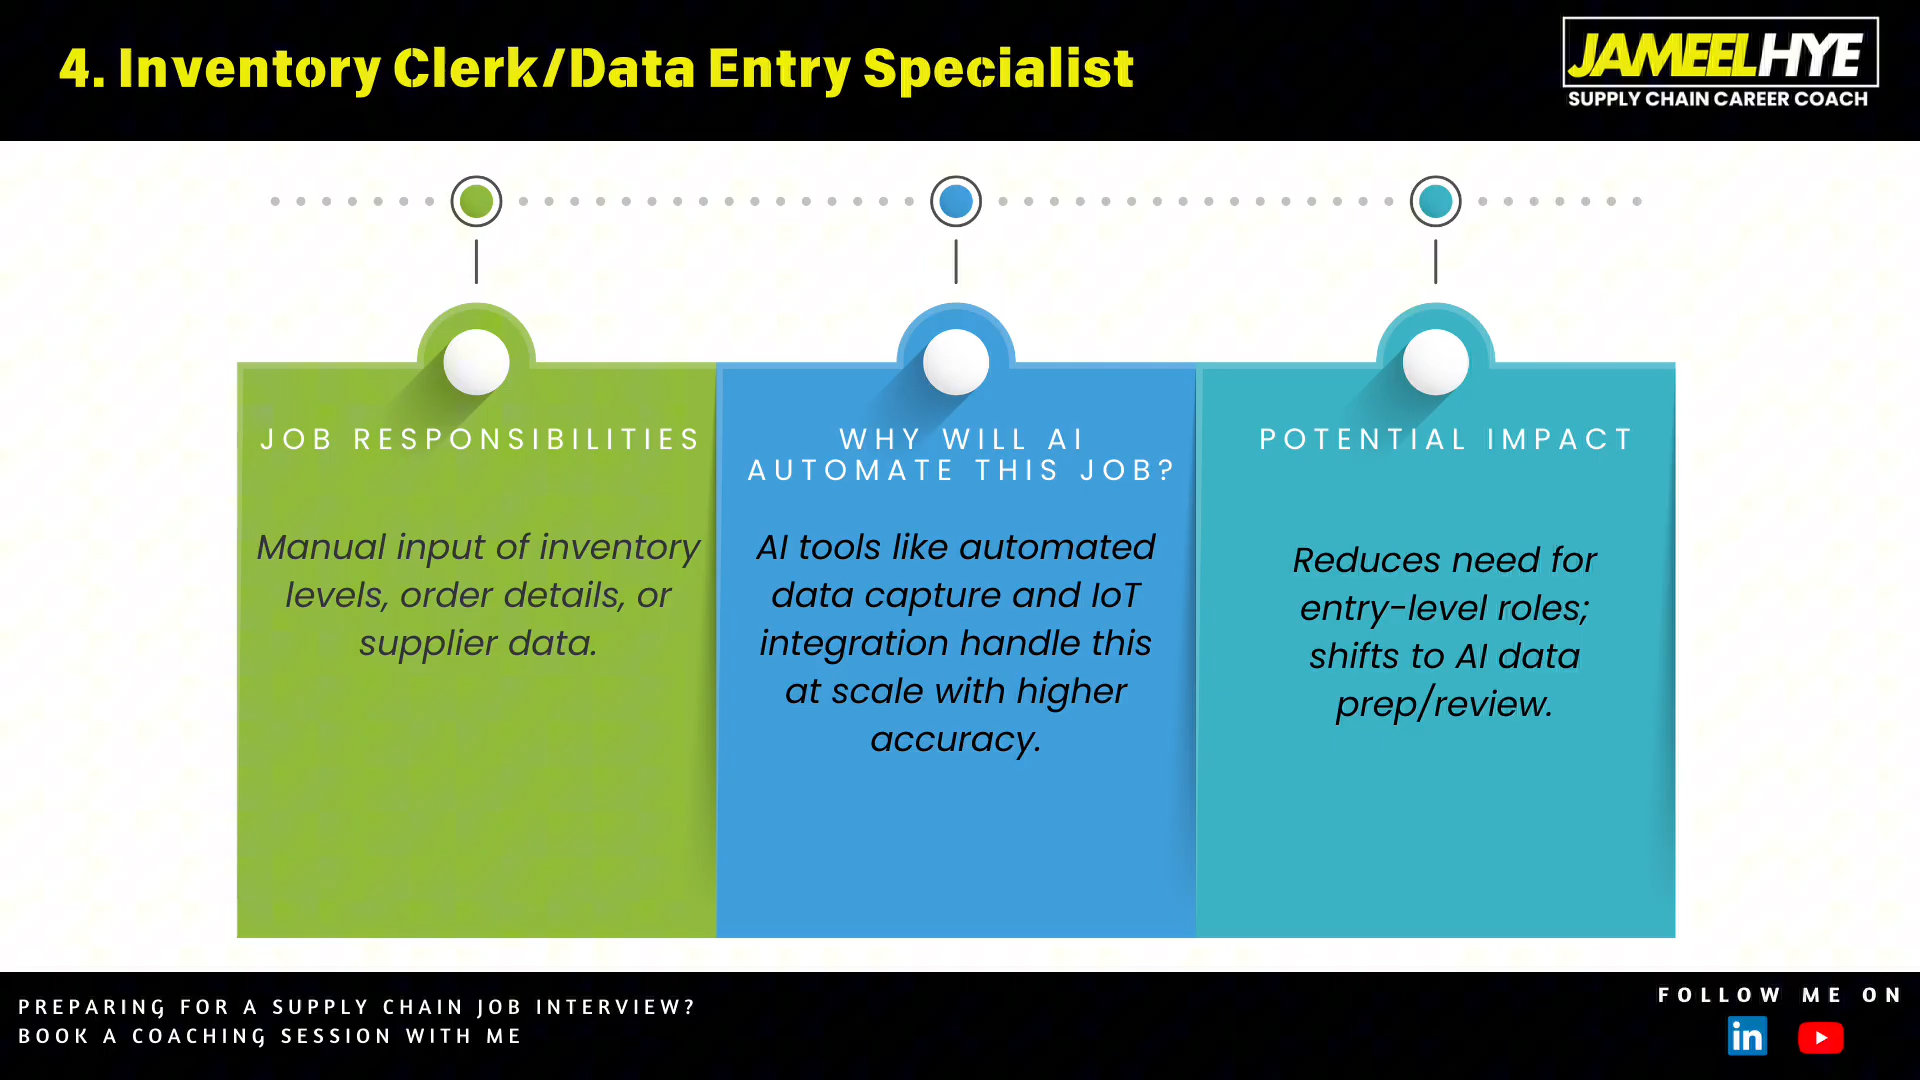 4. Inventory Clerk/Data Entry Specialist
JAMEELHYE
SUPPLY CHAIN CAREER COACH
JOB RESPONSIBILITIES
Manual input of inventory
levels, order details, or
supplier data.
WHY WILL AI
AUTOMATE THIS JOB?
AI tools like automated
data capture and IoT
integration handle this
at scale with higher
accuracy.
POTENTIAL IMPACT
Reduces need for
entry-level roles;
shifts to AI data
prep/review.
PREPARING FOR A SUPPLY CHAIN JOB INTERVIEW?
BOOK A COACHING SESSION WITH ME
FOLLOW ME ON
in